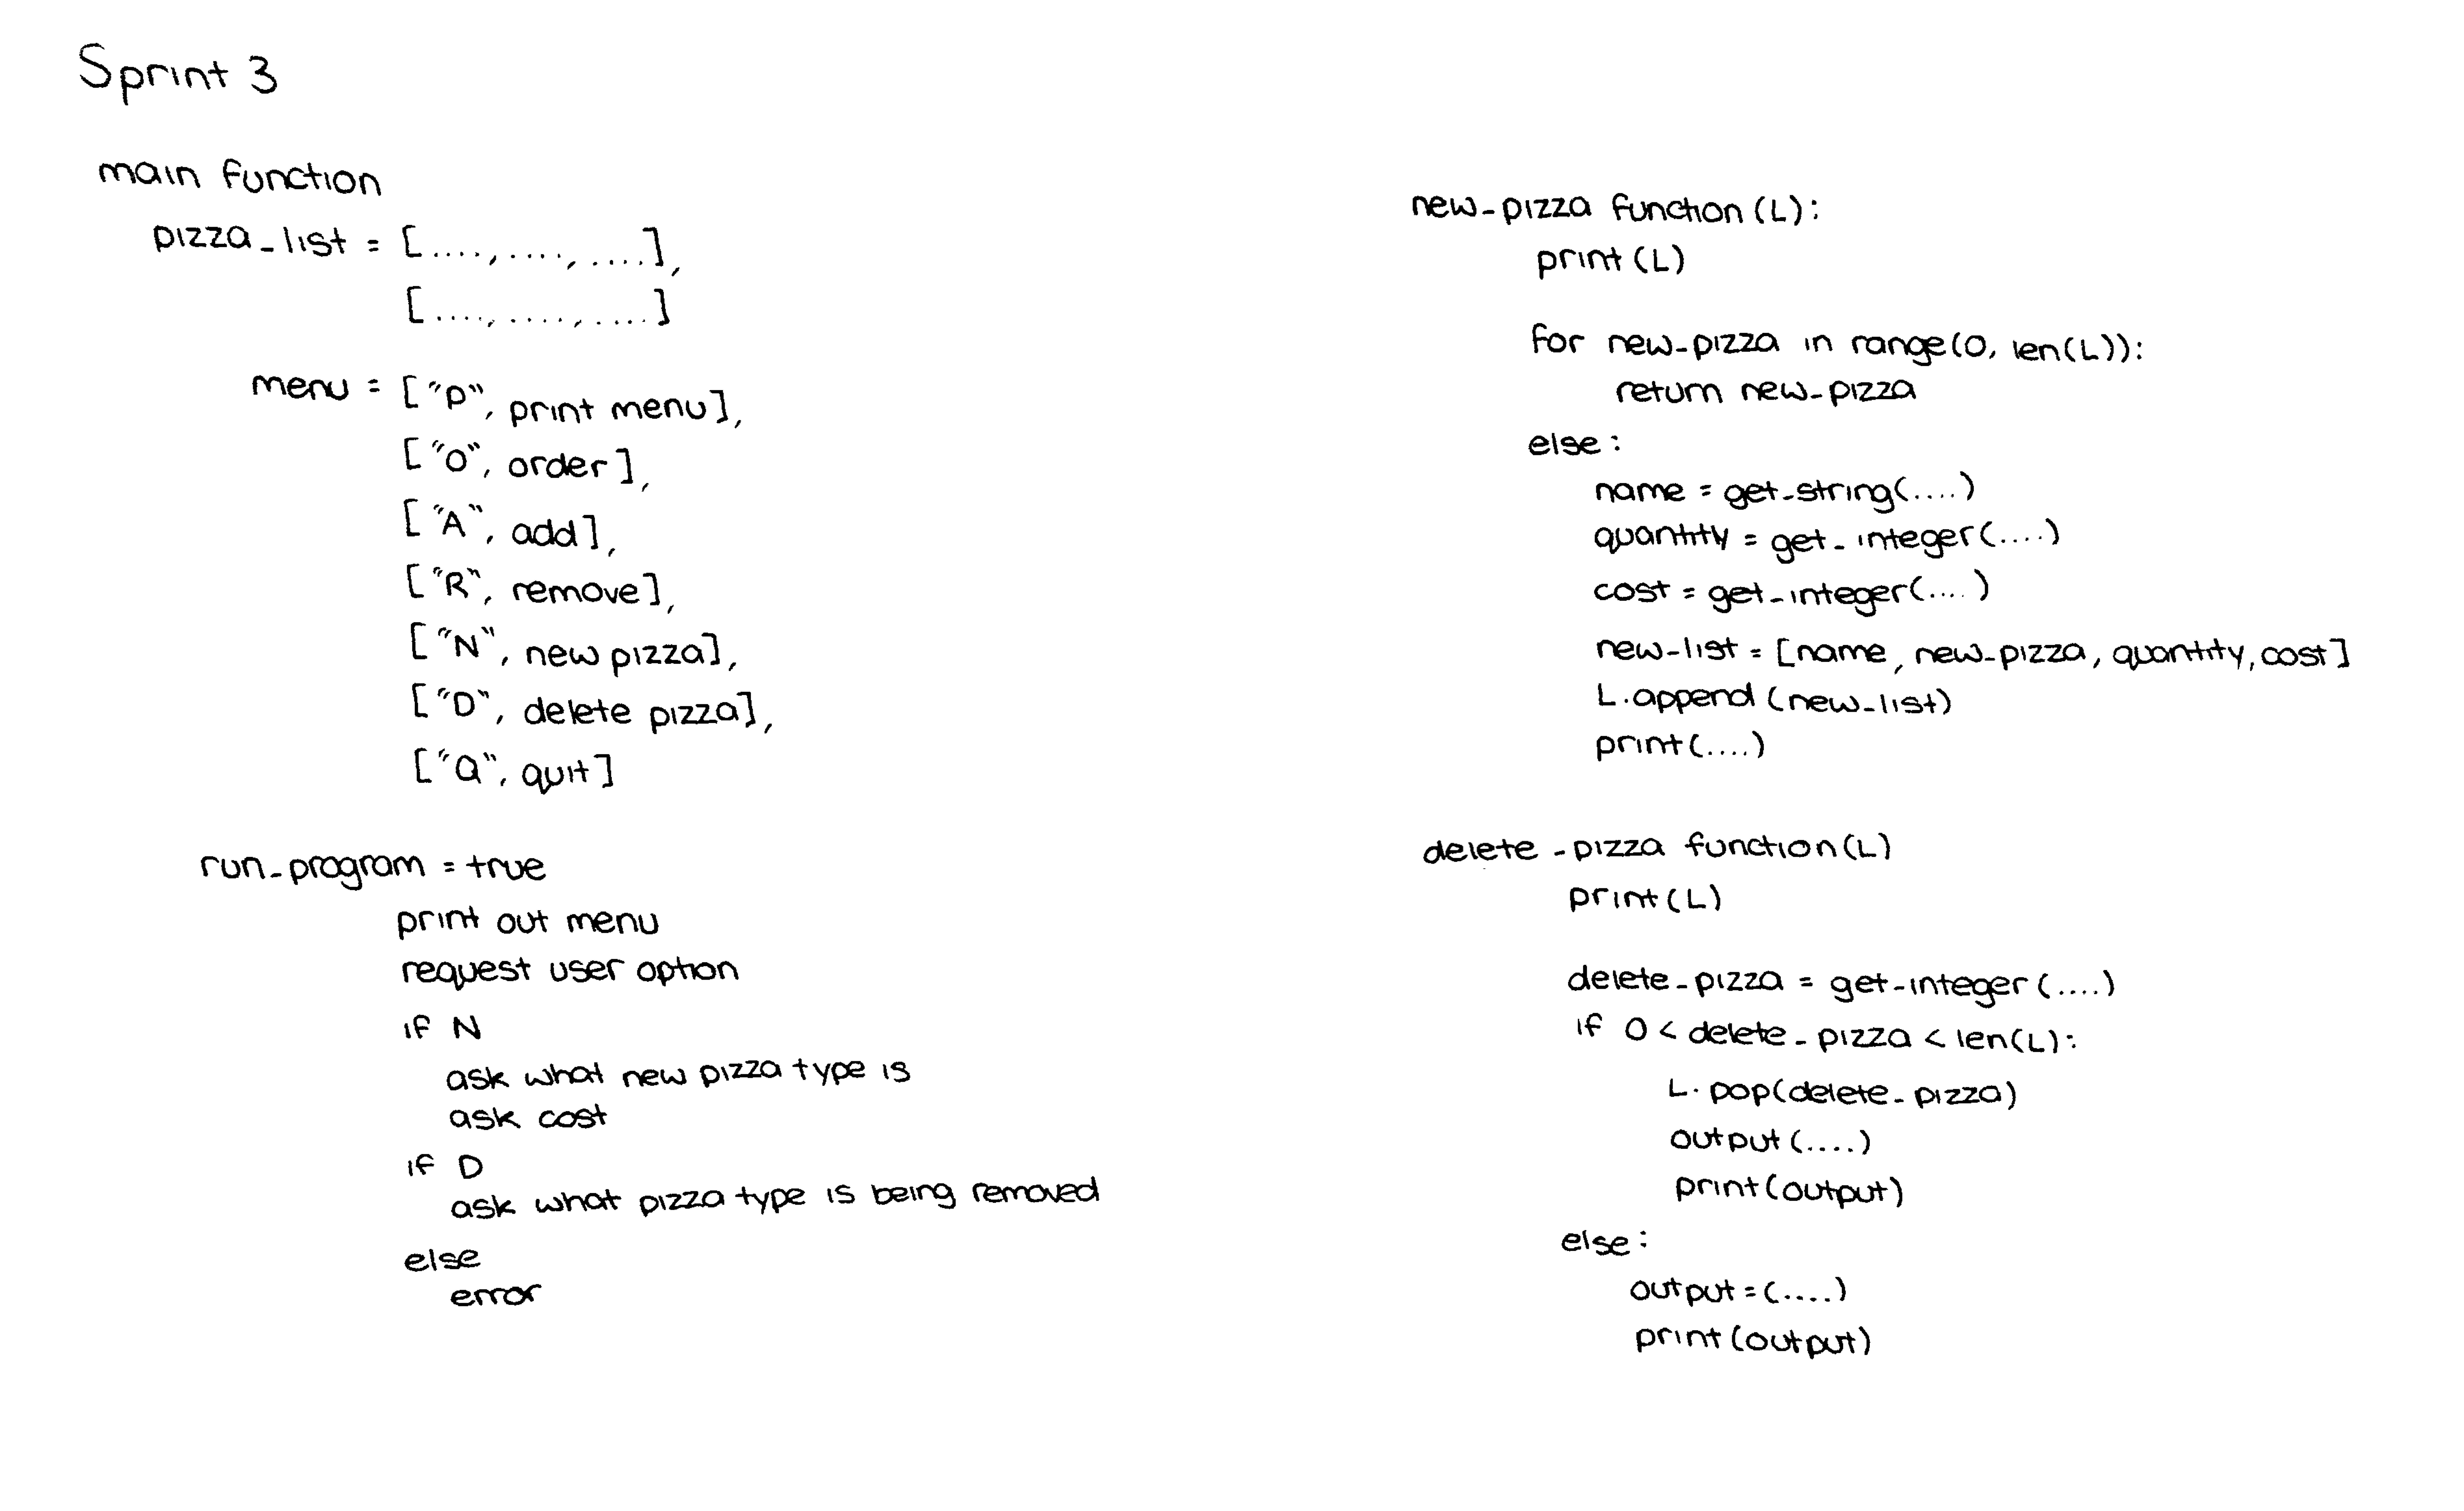 Sprint 3
main function
pizza_list = [...., ...., ....],
[...., ...., ....]
menu = ["P", print menu],
["O", order],
["A", add],
["R", remove],
["N", new pizza],
["D", delete pizza],
["Q", quit]
run_program = true
print out menu
request user option
if N
ask what new pizza type is
ask cost
if D
ask what pizza type is being removed
else
error
new_pizza function (L):
print (L)
for new_pizza in range(0, len(L)):
return new_pizza
else:
name = get_string(....)
quantity = get_integer(....)
cost = get_integer(....)
new_list = [name, new_pizza, quantity, cost]
L.append (new_list)
print(....)
delete_pizza function(L)
print(L)
delete_pizza = get_integer (....)
if 0 < delete_pizza < len(L):
L.pop(delete_pizza)
output (....)
print(output)
else:
output = (....)
print (output)